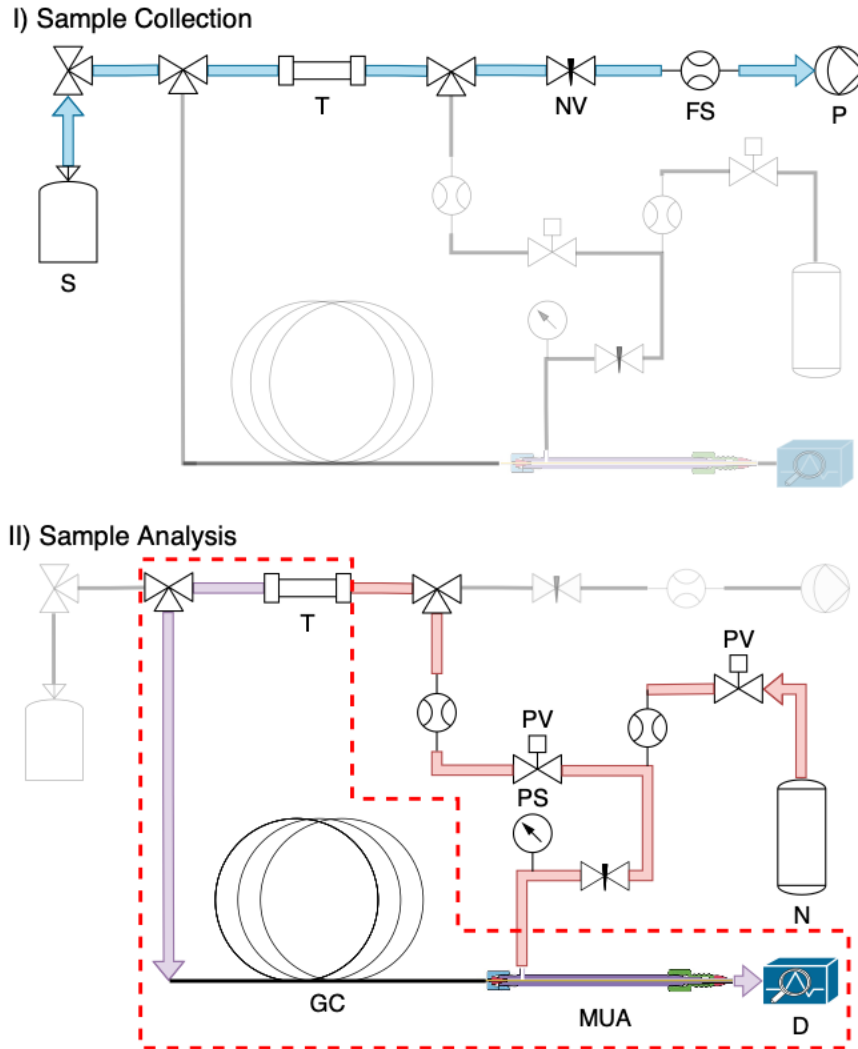 I) Sample Collection
T
NV
FS
P
S
II) Sample Analysis
T
PV
PV
PS
N
GC
MUA
D